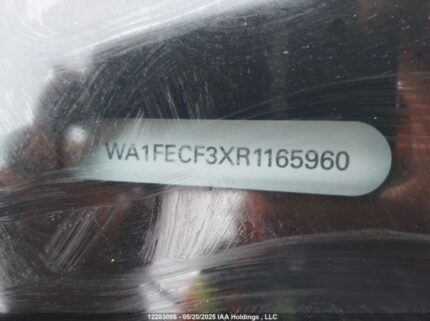 WA1FECF3XR1165960
12283086 - 05/20/2025 IAA Holdings , LLC